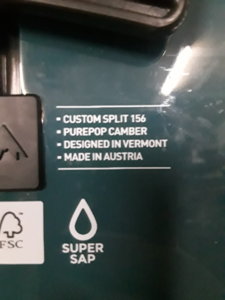 • CUSTOM SPLIT 156
• PUREPOP CAMBER
• DESIGNED IN VERMONT
• MADE IN AUSTRIA
FSC
SUPER
SAP